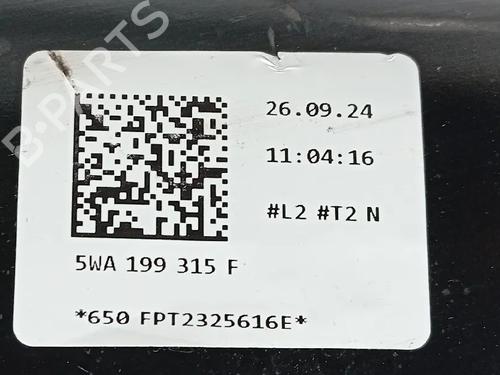 B-PARTS
26.09.24
11:04:16
#L2 #T2 N
5WA 199 315 F
*650 FPT2325616E*